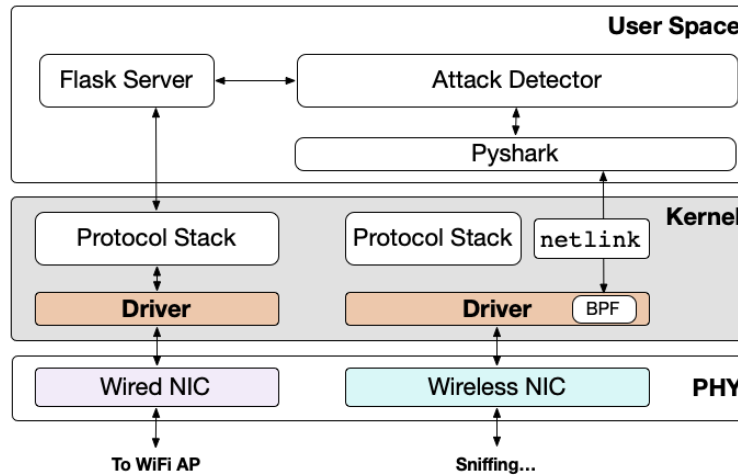 User Space
Flask Server
Attack Detector
Pyshark
Kernel
Protocol Stack
Protocol Stack
netlink
Driver
Driver
BPF
Wired NIC
Wireless NIC
PHY
To WiFi AP
Sniffing...